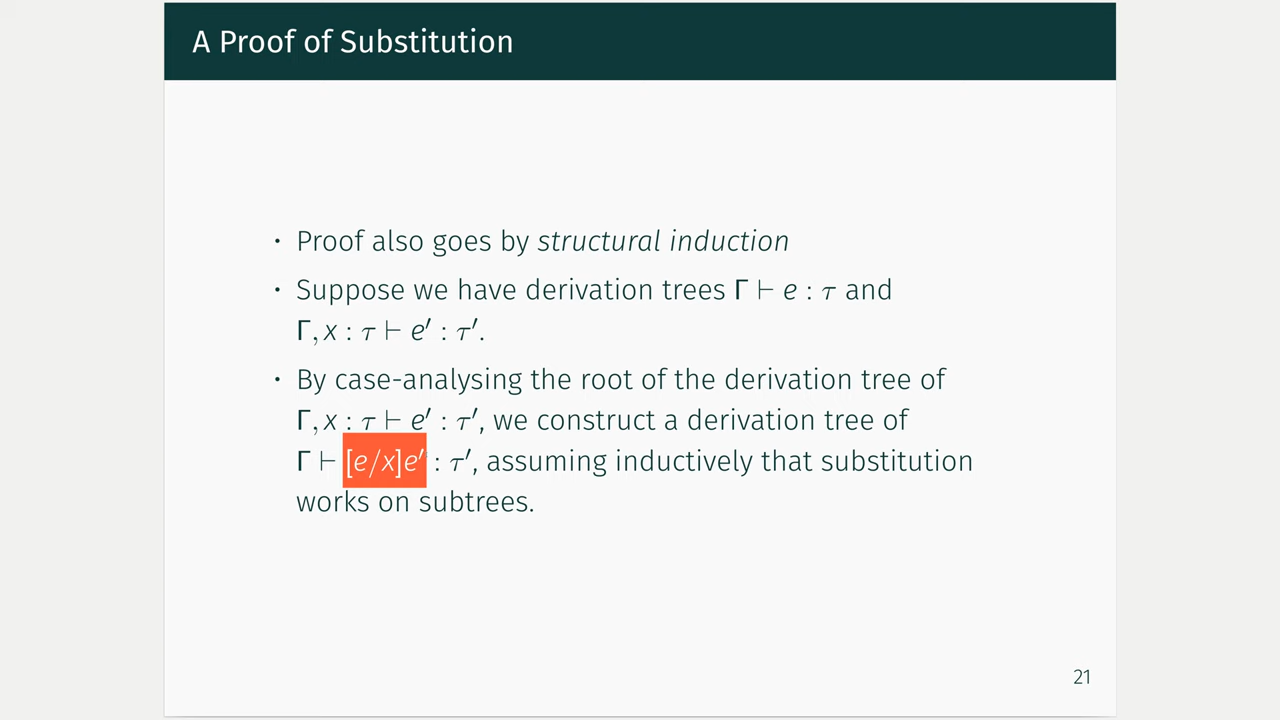 A Proof of Substitution
• Proof also goes by structural induction
• Suppose we have derivation trees Γ ⊢ e : τ and
Γ, x : τ ⊢ e′ : τ′.
• By case-analysing the root of the derivation tree of
Γ, x : τ ⊢ e′ : τ′, we construct a derivation tree of
Γ ⊢ [e/x]e′ : τ′, assuming inductively that substitution
works on subtrees.
21